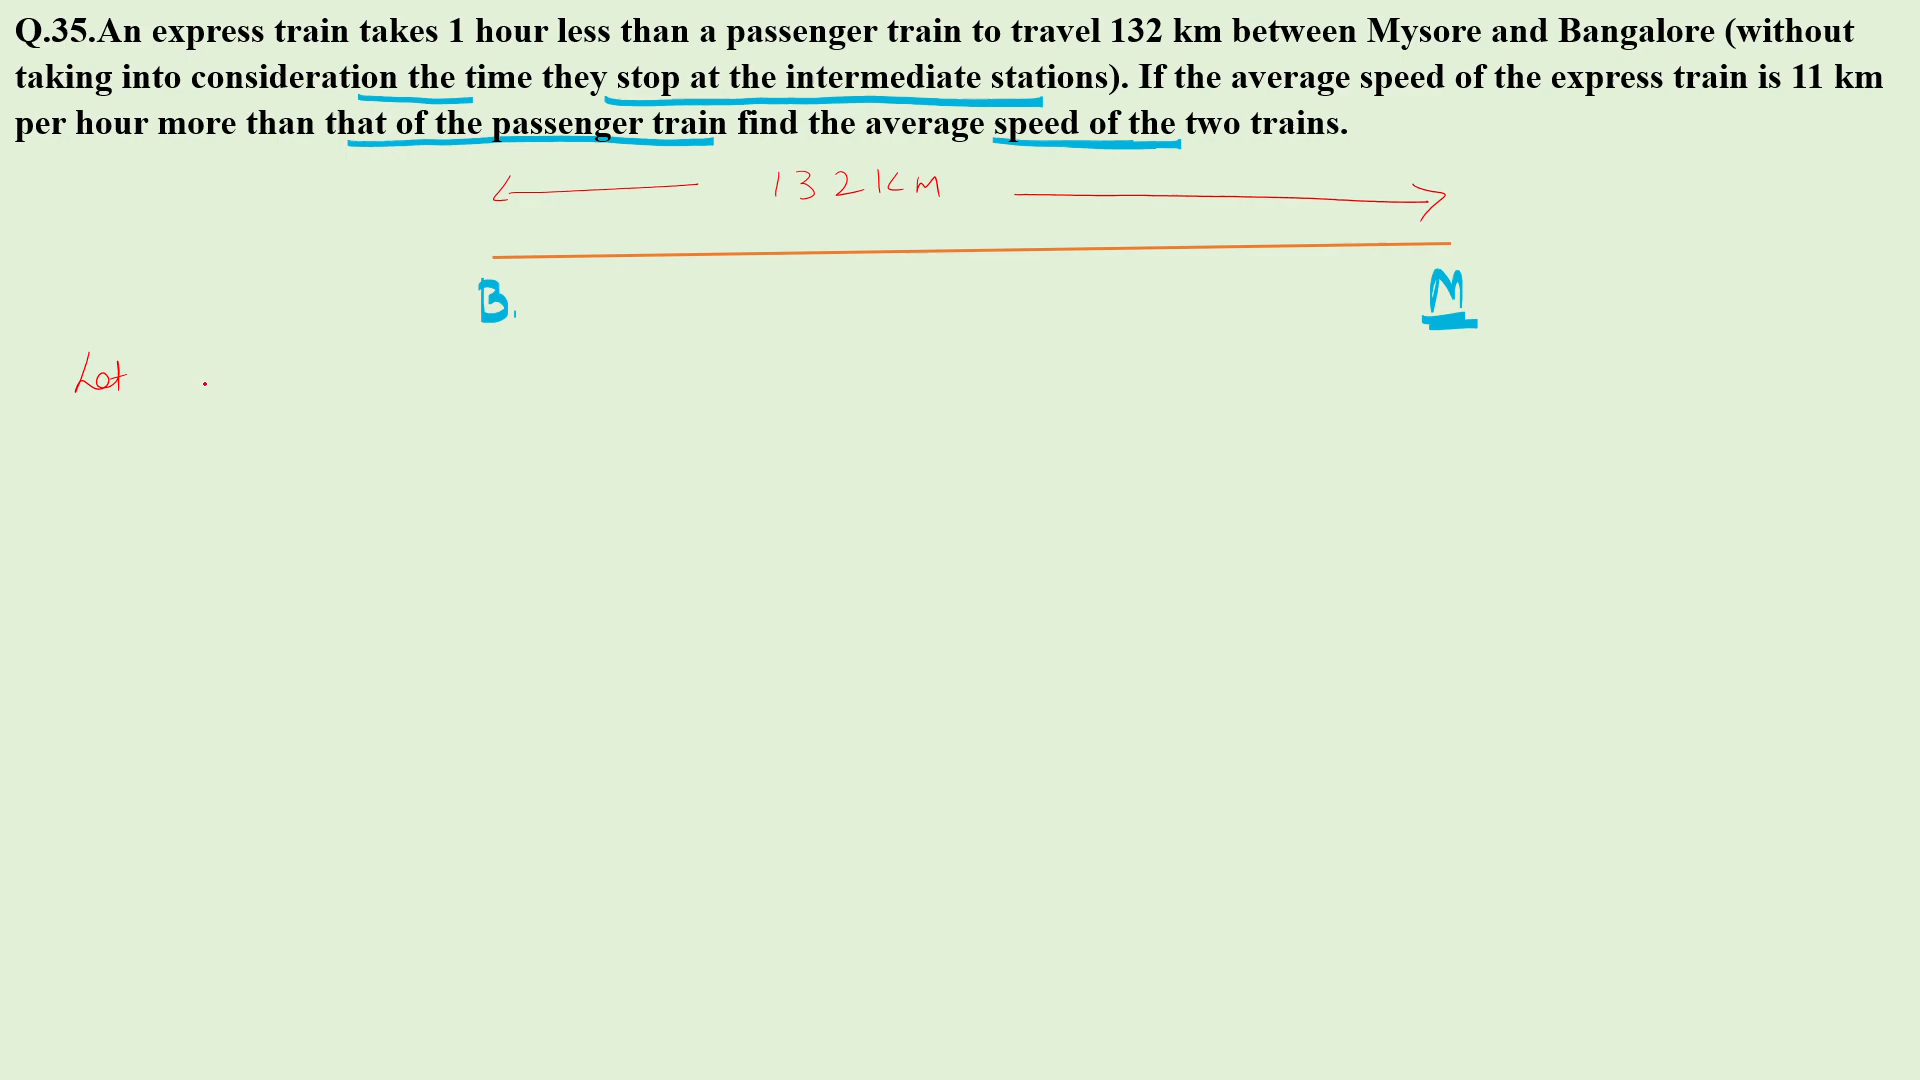 Q.35.An express train takes 1 hour less than a passenger train to travel 132 km between Mysore and Bangalore (without
taking into consideration the time they stop at the intermediate stations). If the average speed of the express train is 11 km
per hour more than that of the passenger train find the average speed of the two trains.
132KM
B.
M
Let .